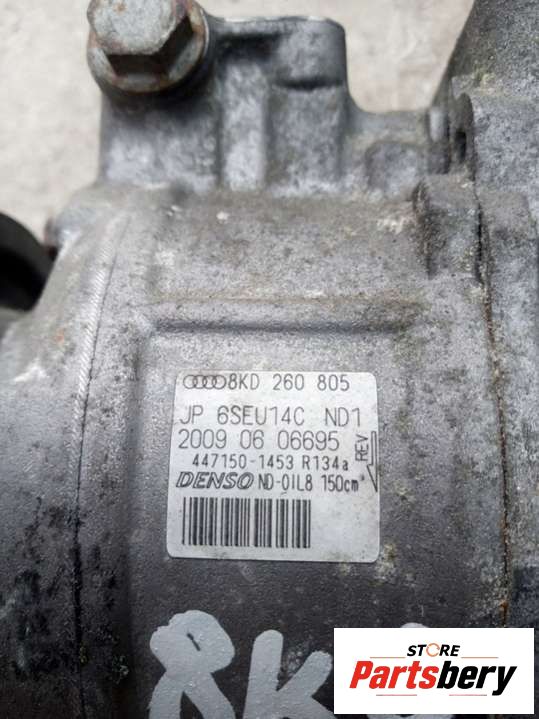 8KD 260 805
JP 6SEU14C ND1
2009 06 06695
REV
447150-1453 R134a
DENSO ND-OIL8 150cm³
8K
STORE
Partsbery